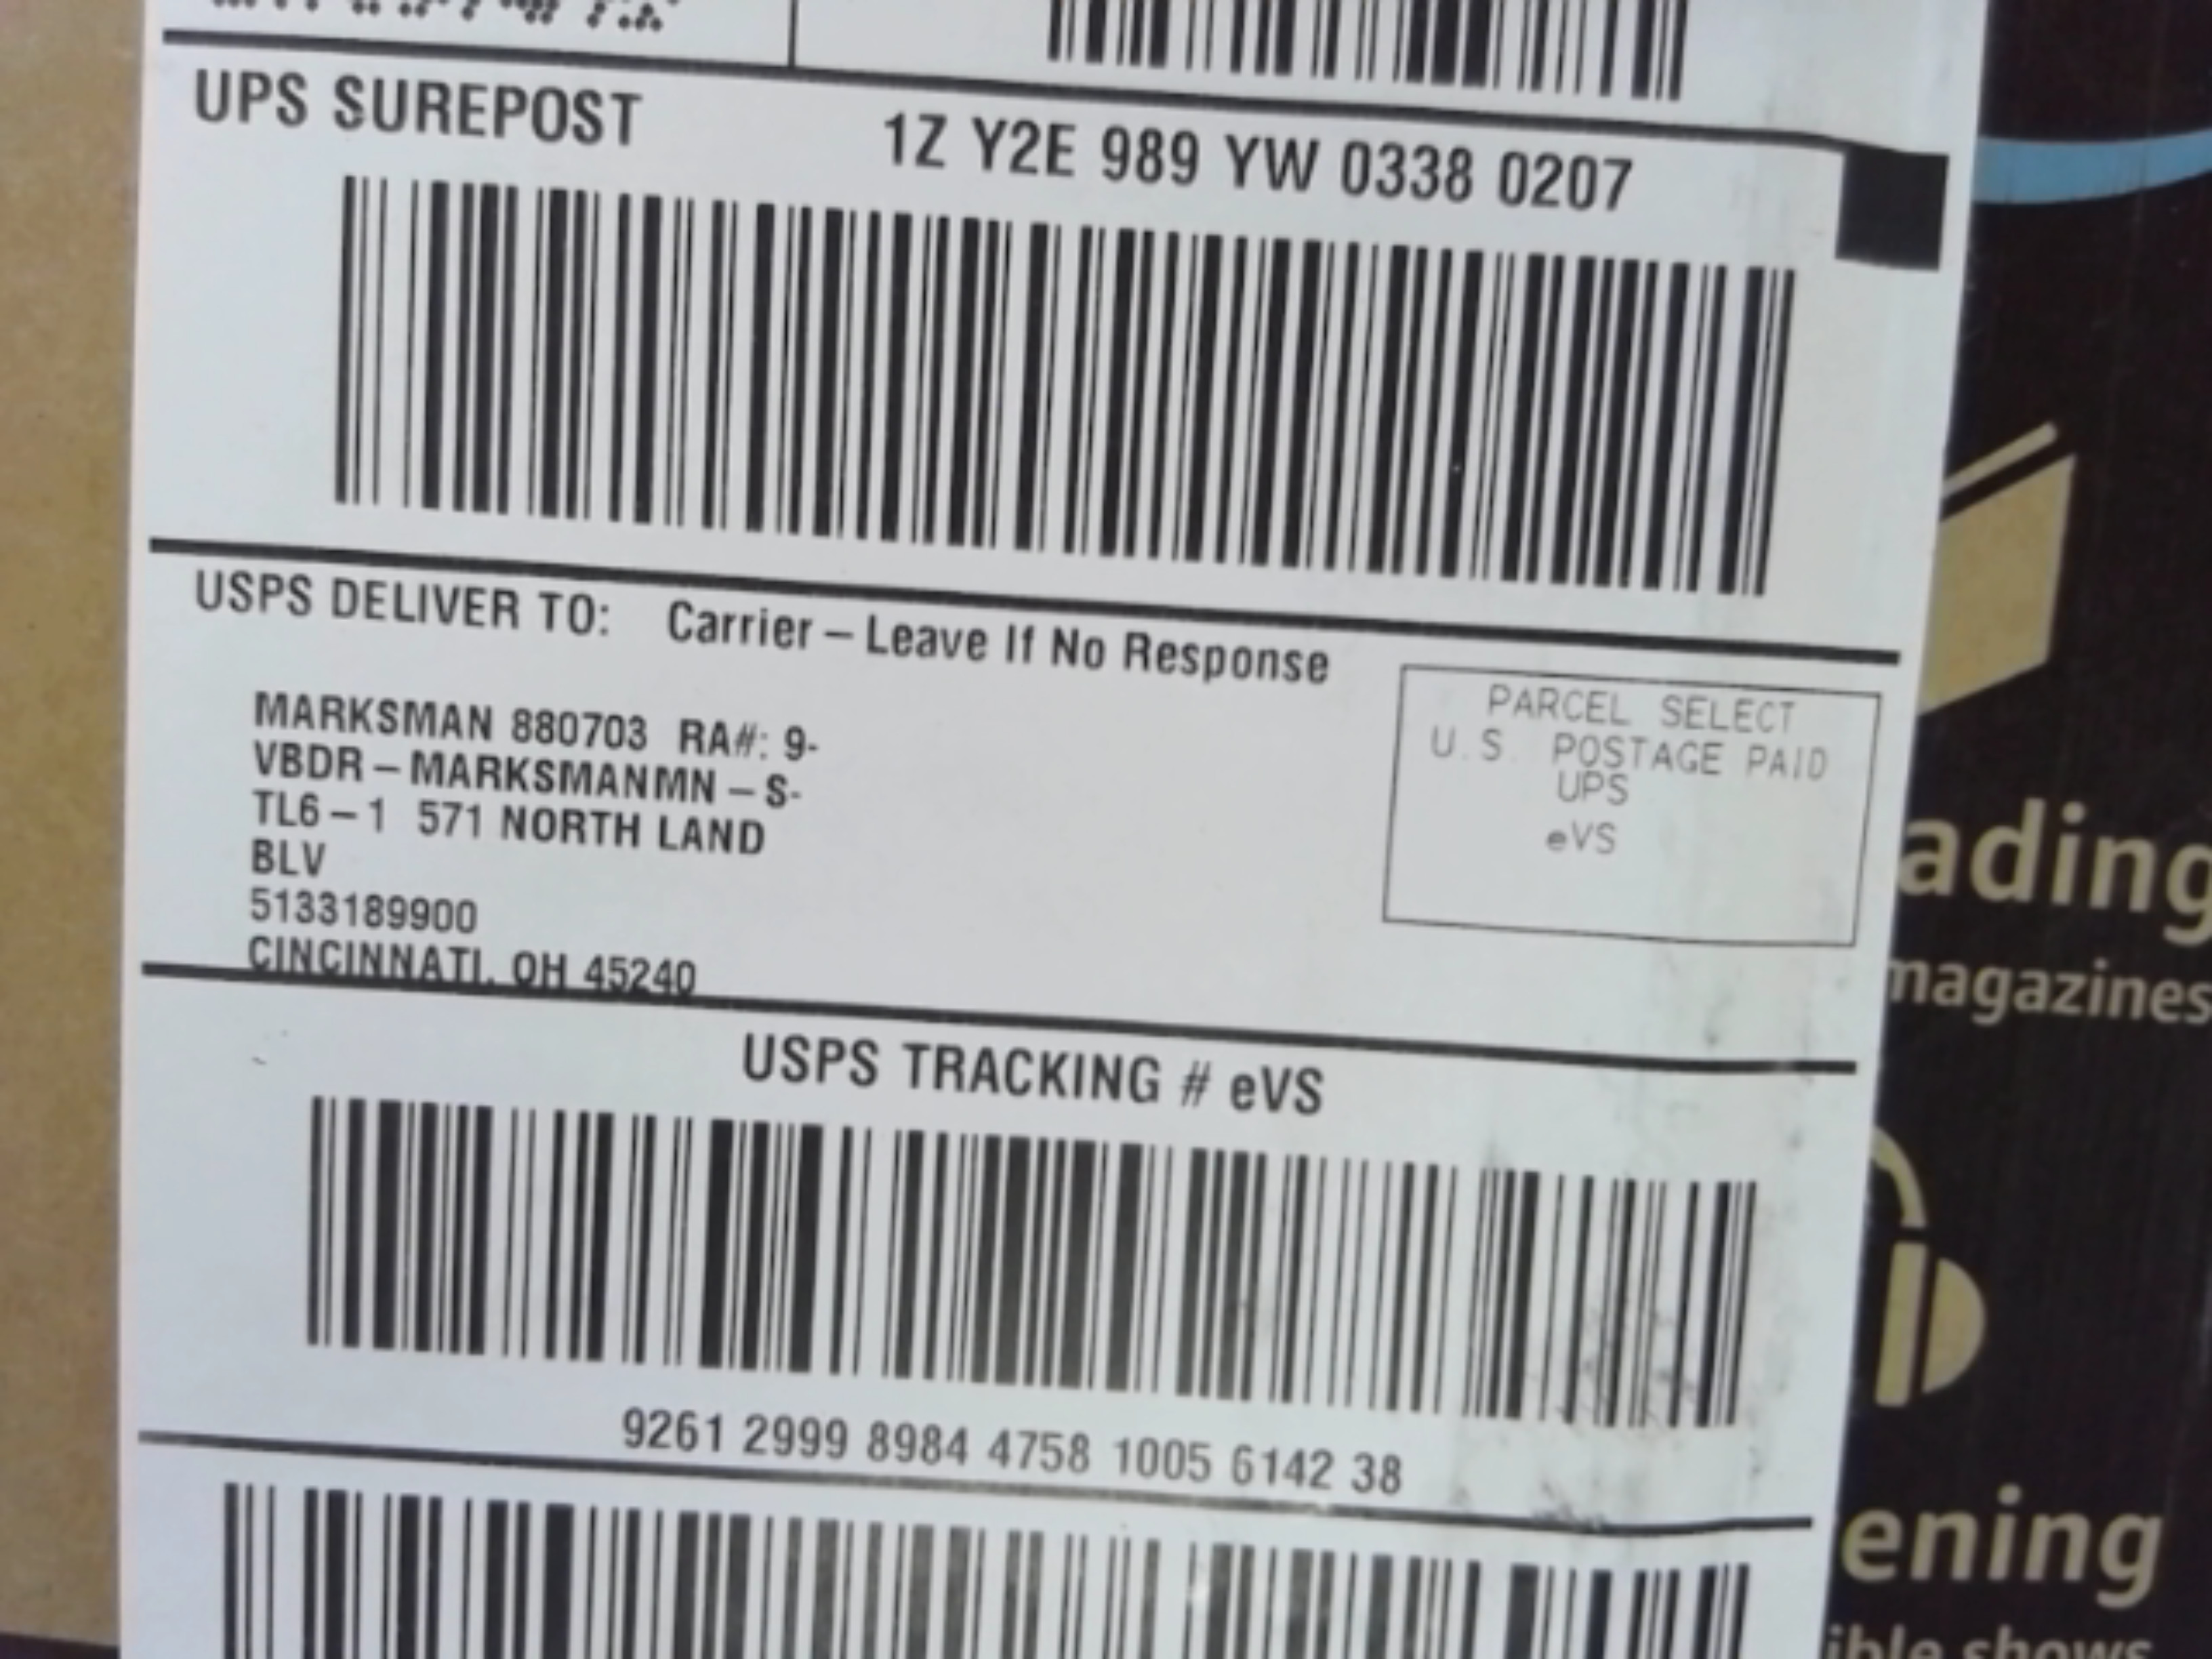 UPS SUREPOST
1Z Y2E 989 YW 0338 0207
USPS DELIVER TO: Carrier – Leave If No Response
MARKSMAN 880703 RA#: 9-
VBDR – MARKSMANMN – S-
TL6 – 1 571 NORTH LAND
BLV
5133189900
CINCINNATI, OH 45240
PARCEL SELECT
U.S. POSTAGE PAID
UPS
eVS
USPS TRACKING # eVS
9261 2999 8984 4758 1005 6142 38
ading
magazines
ening
ible shows